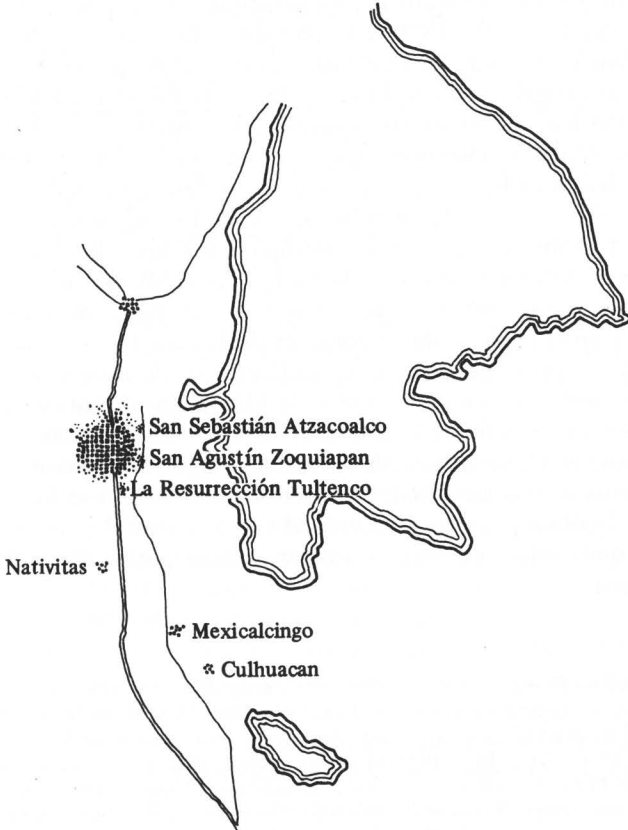 San Sebastián Atzacoalco
San Agustín Zoquiapan
La Resurrección Tultenco
Nativitas
Mexicalcingo
Culhuacan